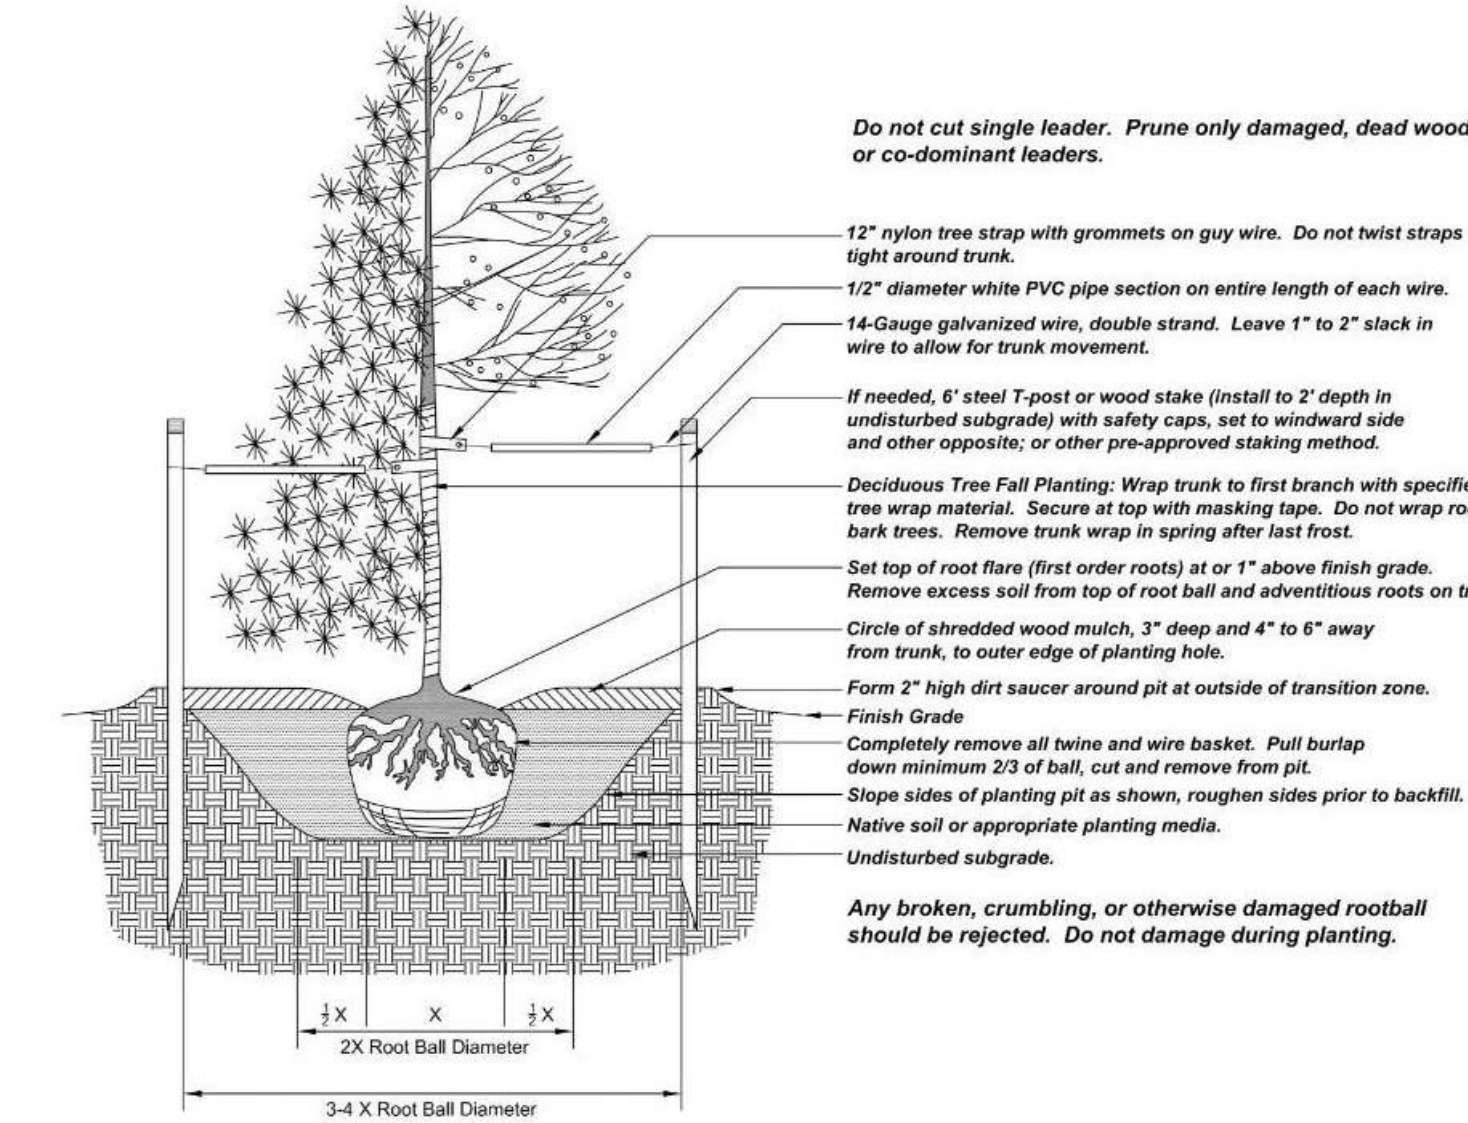 Do not cut single leader. Prune only damaged, dead wood
or co-dominant leaders.
12" nylon tree strap with grommets on guy wire. Do not twist straps
tight around trunk.
1/2" diameter white PVC pipe section on entire length of each wire.
14-Gauge galvanized wire, double strand. Leave 1" to 2" slack in
wire to allow for trunk movement.
If needed, 6' steel T-post or wood stake (install to 2' depth in
undisturbed subgrade) with safety caps, set to windward side
and other opposite; or other pre-approved staking method.
Deciduous Tree Fall Planting: Wrap trunk to first branch with specifie
tree wrap material. Secure at top with masking tape. Do not wrap ro
bark trees. Remove trunk wrap in spring after last frost.
Set top of root flare (first order roots) at or 1" above finish grade.
Remove excess soil from top of root ball and adventitious roots on t
Circle of shredded wood mulch, 3" deep and 4" to 6" away
from trunk, to outer edge of planting hole.
Form 2" high dirt saucer around pit at outside of transition zone.
Finish Grade
Completely remove all twine and wire basket. Pull burlap
down minimum 2/3 of ball, cut and remove from pit.
Slope sides of planting pit as shown, roughen sides prior to backfill.
Native soil or appropriate planting media.
Undisturbed subgrade.
Any broken, crumbling, or otherwise damaged rootball
should be rejected. Do not damage during planting.
½ X X ½ X
2X Root Ball Diameter
3-4 X Root Ball Diameter